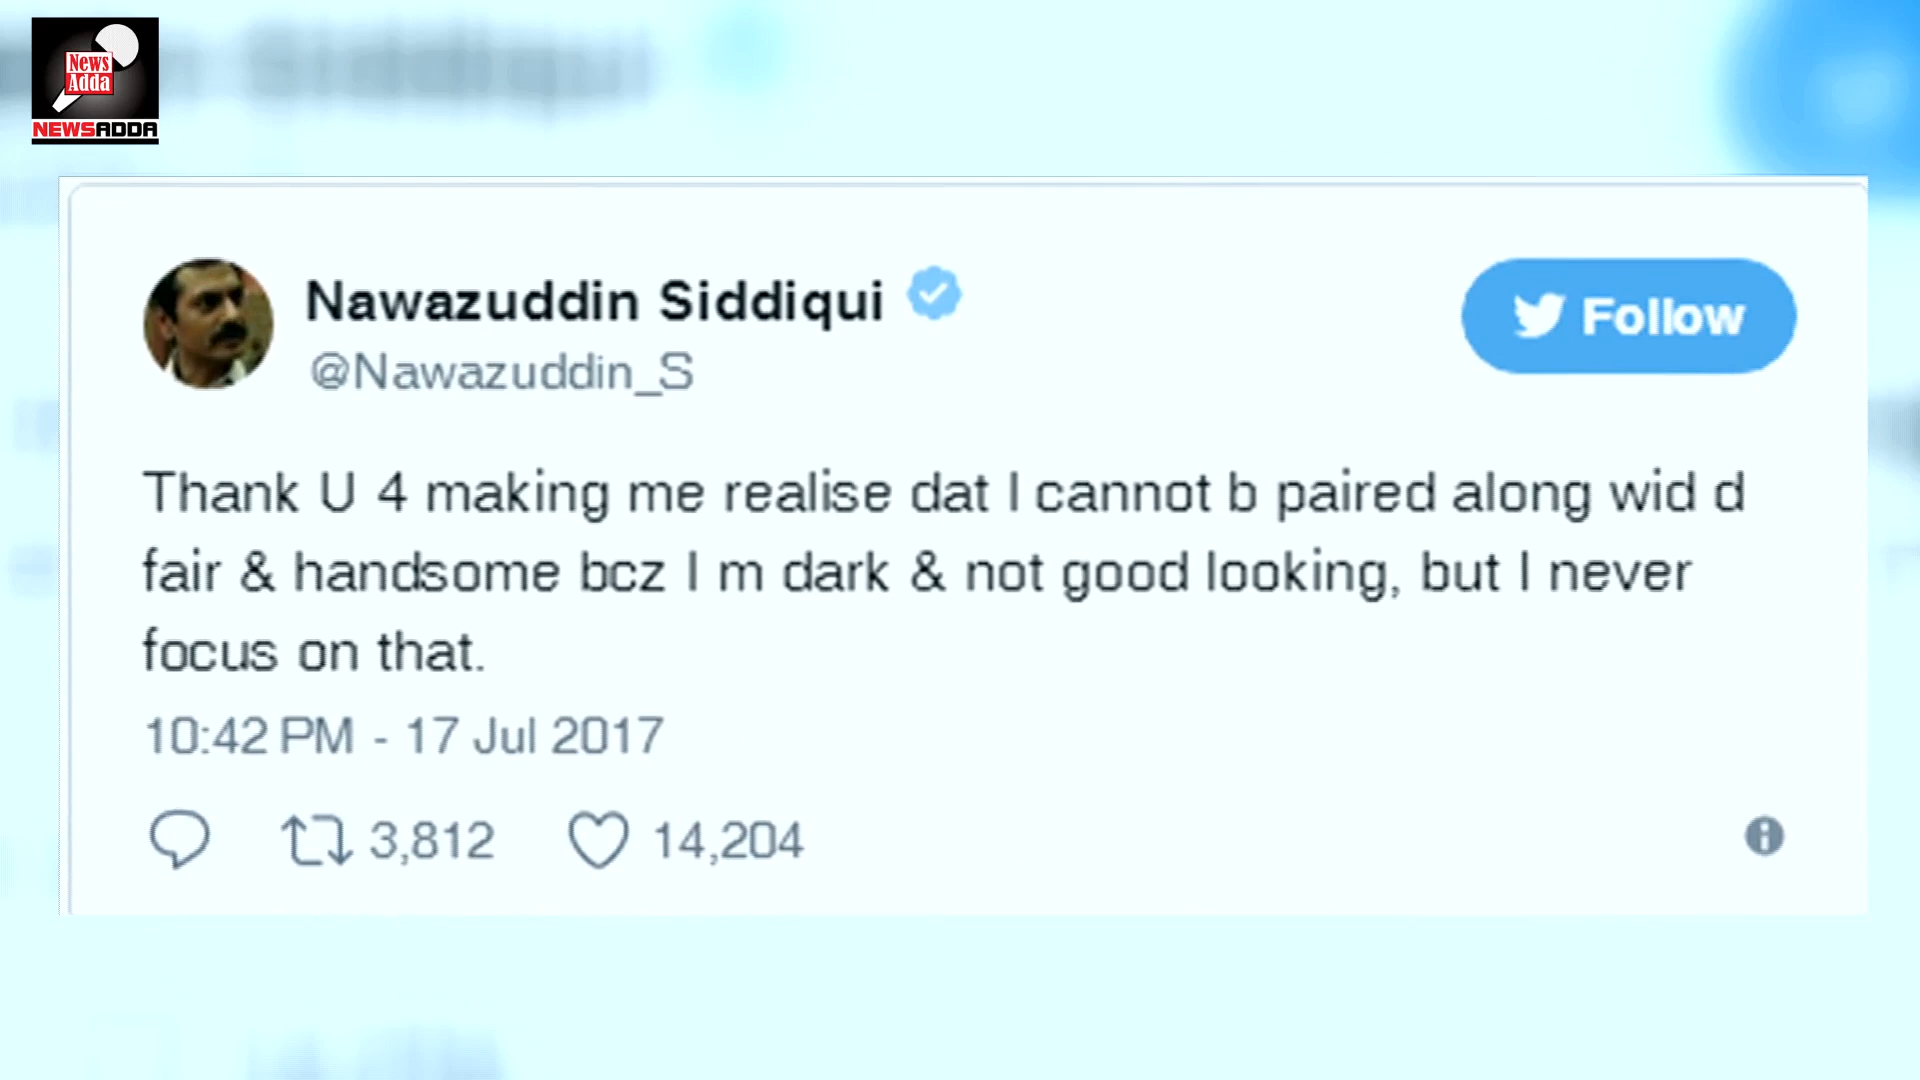 News
Adda
NEWSADDA
Siddiqui
Nawazuddin Siddiqui
@Nawazuddin_S
Follow
Thank U 4 making me realise dat I cannot b paired along wid d
fair & handsome bcz I m dark & not good looking, but I never
focus on that.
10:42 PM - 17 Jul 2017
3,812
14,204